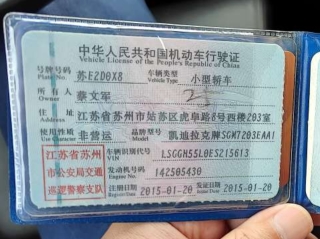 中华人民共和国机动车行驶证
Vehicle License of the People's Republic of China
号牌号码 苏E2D0X8 车辆类型 小型轿车
Plate No. Vehicle Type
所有人 蔡文军
Owner
住址 江苏省苏州市姑苏区虎阜路8号西楼203室
Address
使用性质 非营运 品牌型号 凯迪拉克牌SGM7203EAA1
Use Character Model
江苏省苏州
市公安局交通
巡逻警察支队
车辆识别代号 LSGGH55L0ES215613
VIN
发动机号码 142505430
Engine No.
注册日期 2015-01-20 发证日期 2015-01-20
Register Date Issue Date